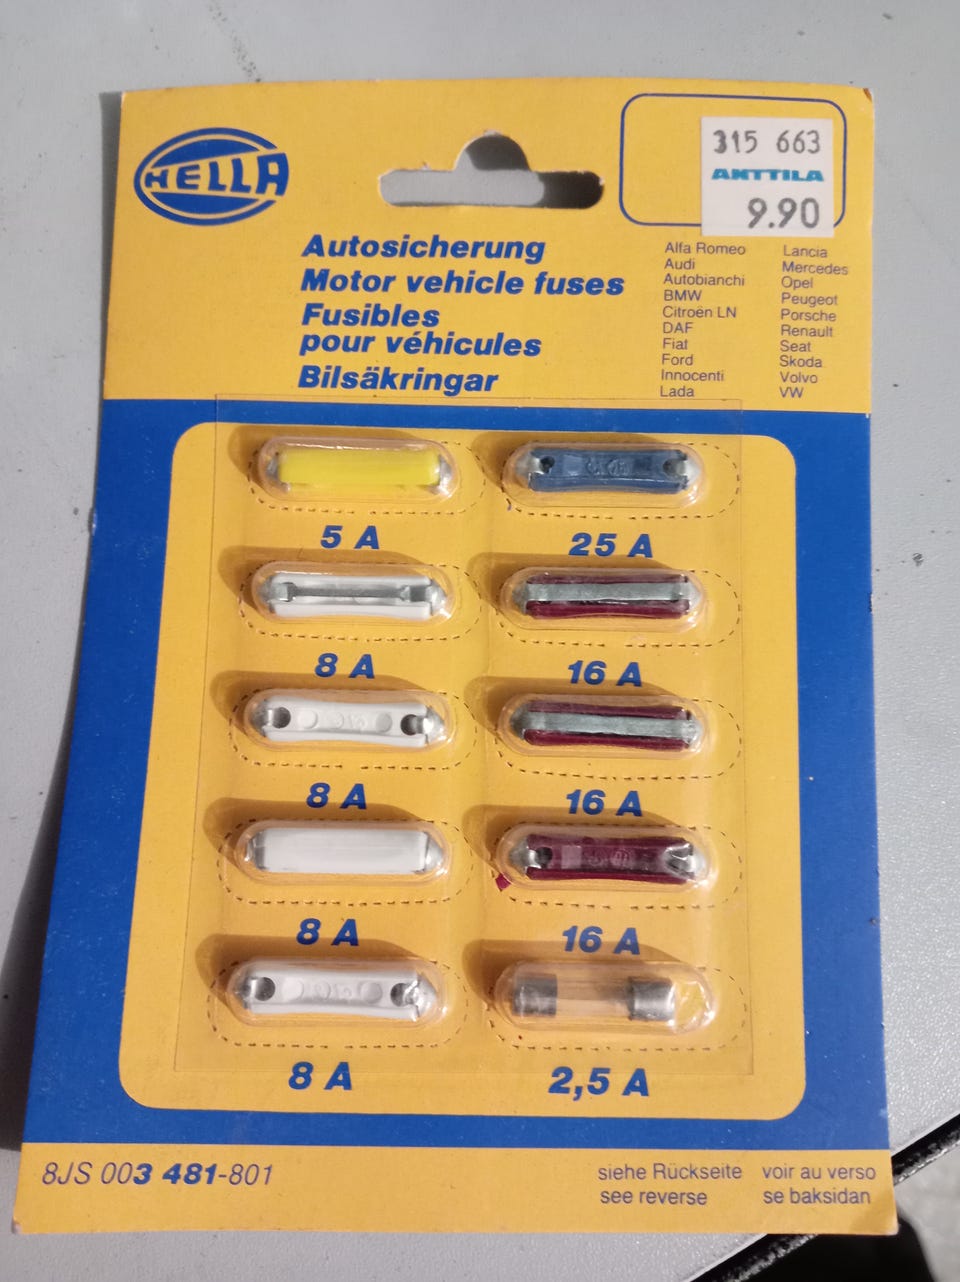 HELLA
315 663
ANTTILA
9.90
Autosicherung
Motor vehicle fuses
Fusibles
pour véhicules
Bilsäkringar
Alfa Romeo
Audi
Autobianchi
BMW
Citroën LN
DAF
Fiat
Ford
Innocenti
Lada
Lancia
Mercedes
Opel
Peugeot
Porsche
Renault
Seat
Skoda
Volvo
VW
5 A
25 A
8 A
16 A
8 A
16 A
8 A
16 A
8 A
2,5 A
8JS 003 481-801
siehe Rückseite
see reverse
voir au verso
se baksidan